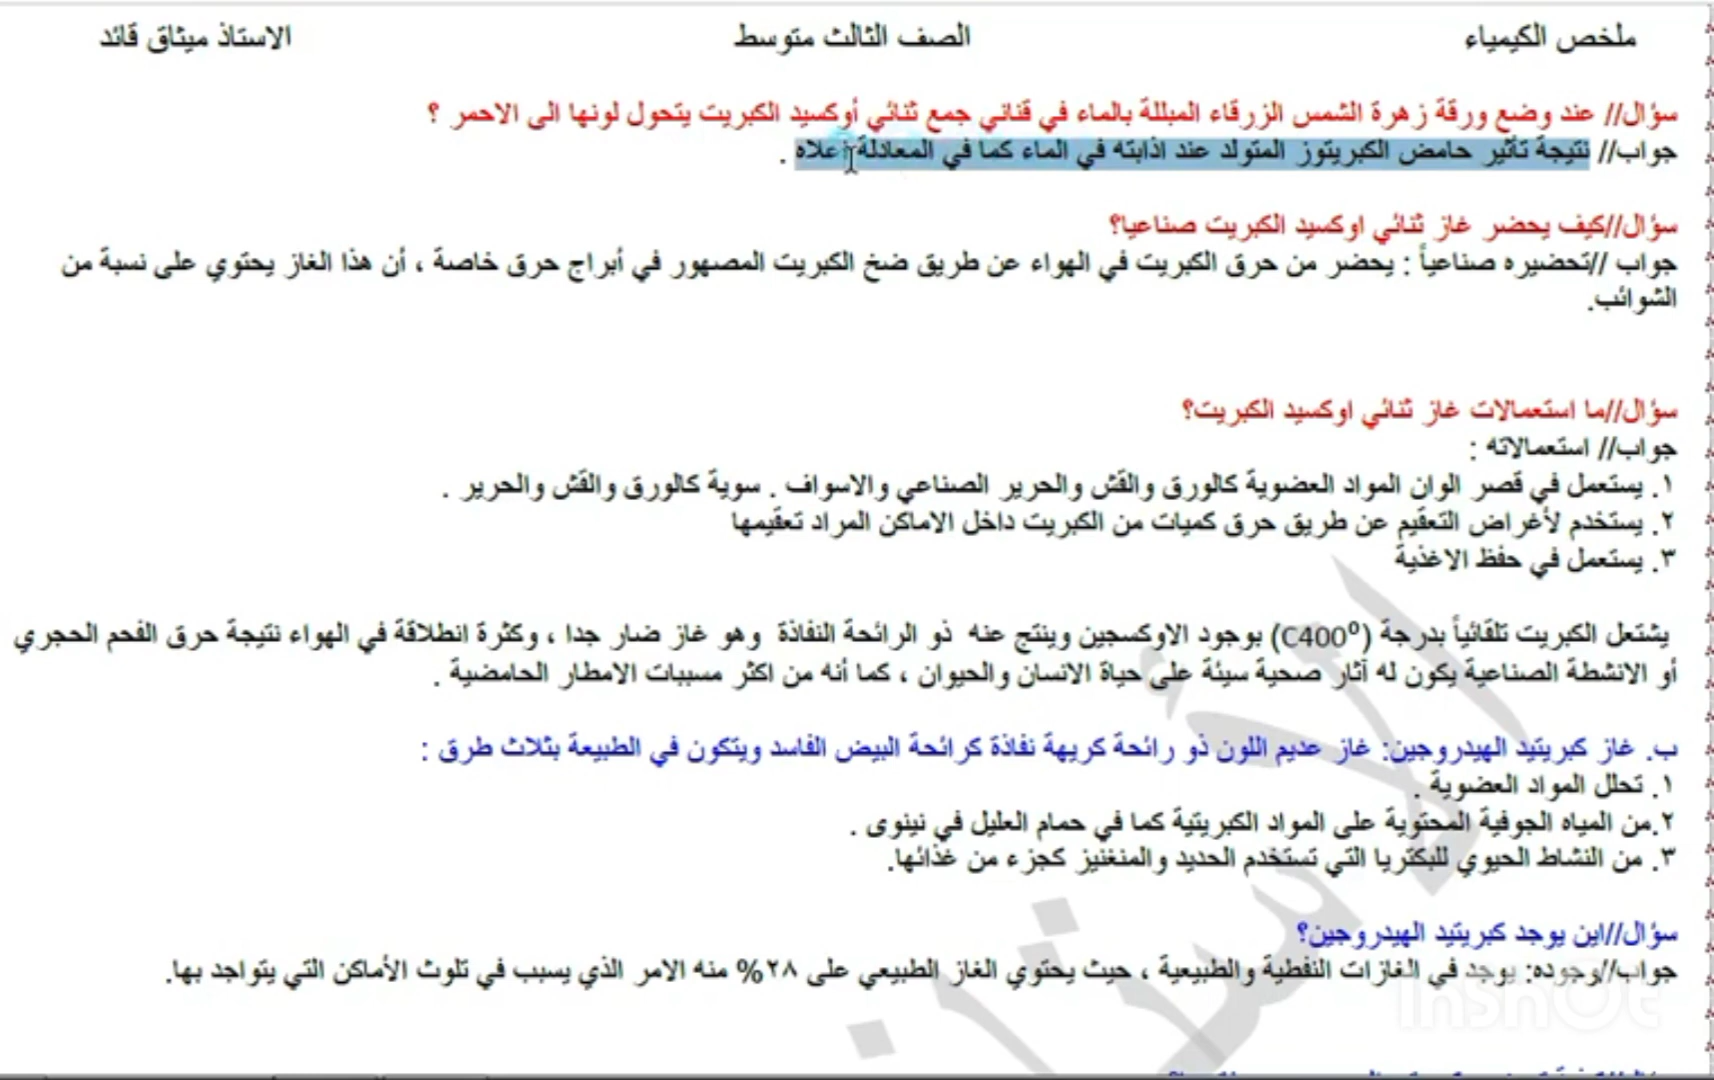 ملخص الكيمياء الصف الثالث متوسط الاستاذ ميثاق قائد
سؤال// عند وضع ورقة زهرة الشمس الزرقاء المبللة بالماء في قناني جمع ثنائي أوكسيد الكبريت يتحول لونها الى الاحمر ؟
جواب// نتيجة تأثير حامض الكبريتوز المتولد عند اذابته في الماء كما في المعادلة اعلاه .
سؤال//كيف يحضر غاز ثنائي اوكسيد الكبريت صناعيا؟
جواب //تحضيره صناعياً : يحضر من حرق الكبريت في الهواء عن طريق ضخ الكبريت المصهور في أبراج حرق خاصة ، أن هذا الغاز يحتوي على نسبة من
الشوائب.
سؤال//ما استعمالات غاز ثنائي اوكسيد الكبريت؟
جواب// استعمالاته :
١. يستعمل في قصر الوان المواد العضوية كالورق والقش والحرير الصناعي والاسواف . سوية كالورق والقش والحرير .
٢. يستخدم لأغراض التعقيم عن طريق حرق كميات من الكبريت داخل الاماكن المراد تعقيمها
٣. يستعمل في حفظ الاغذية
يشتعل الكبريت تلقائياً بدرجة (C400⁰) بوجود الاوكسجين وينتج عنه ذو الرائحة النفاذة وهو غاز ضار جدا ، وكثرة انطلاقة في الهواء نتيجة حرق الفحم الحجري
أو الانشطة الصناعية يكون له آثار صحية سيئة على حياة الانسان والحيوان ، كما أنه من اكثر مسببات الامطار الحامضية .
ب. غاز كبريتيد الهيدروجين: غاز عديم اللون ذو رائحة كريهة نفاذة كرائحة البيض الفاسد ويتكون في الطبيعة بثلاث طرق :
١. تحلل المواد العضوية .
٢.من المياه الجوفية المحتوية على المواد الكبريتية كما في حمام العليل في نينوى .
٣. من النشاط الحيوي للبكتريا التي تستخدم الحديد والمنغنيز كجزء من غذائها.
سؤال//اين يوجد كبريتيد الهيدروجين؟
جواب//وجوده: يوجد في الغازات النفطية والطبيعية ، حيث يحتوي الغاز الطبيعي على ٢٨% منه الامر الذي يسبب في تلوث الأماكن التي يتواجد بها.
InShOt